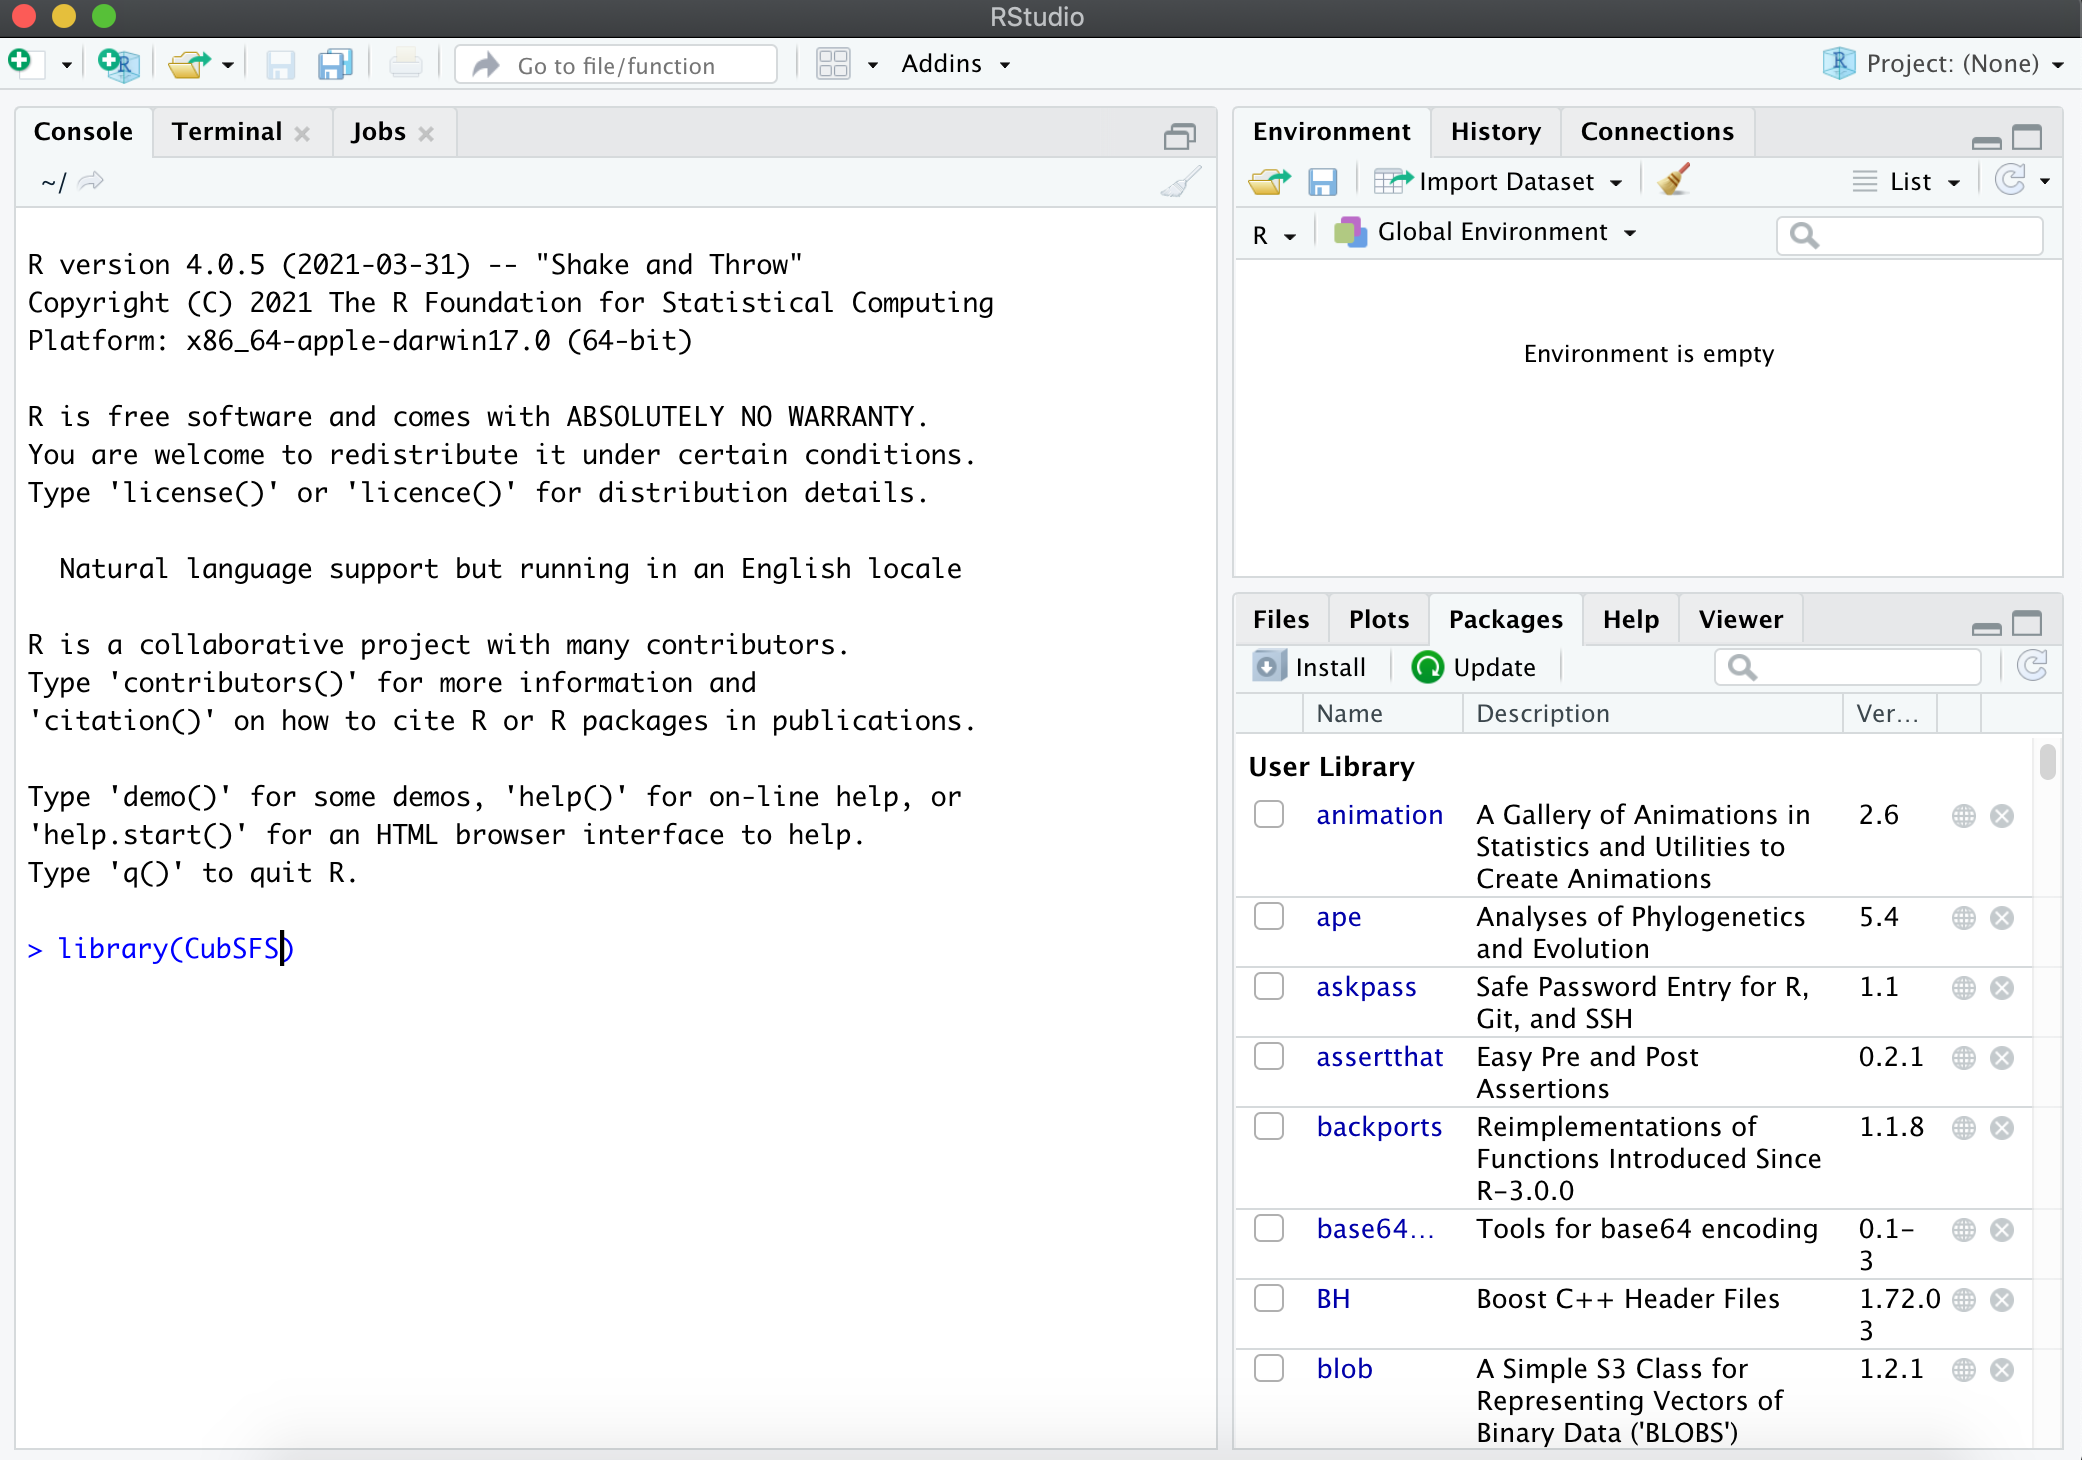 RStudio
Go to file/function
Addins
Project: (None)
Console
Terminal
Jobs
~/
R version 4.0.5 (2021-03-31) -- "Shake and Throw"
Copyright (C) 2021 The R Foundation for Statistical Computing
Platform: x86_64-apple-darwin17.0 (64-bit)
R is free software and comes with ABSOLUTELY NO WARRANTY.
You are welcome to redistribute it under certain conditions.
Type 'license()' or 'licence()' for distribution details.
Natural language support but running in an English locale
R is a collaborative project with many contributors.
Type 'contributors()' for more information and
'citation()' on how to cite R or R packages in publications.
Type 'demo()' for some demos, 'help()' for on-line help, or
'help.start()' for an HTML browser interface to help.
Type 'q()' to quit R.
> library(CubSFS)
Environment
History
Connections
Import Dataset
List
R
Global Environment
Environment is empty
Files
Plots
Packages
Help
Viewer
Install
Update
Name Description Ver...
User Library
animation A Gallery of Animations in 2.6
Statistics and Utilities to
Create Animations
ape Analyses of Phylogenetics 5.4
and Evolution
askpass Safe Password Entry for R, 1.1
Git, and SSH
assertthat Easy Pre and Post 0.2.1
Assertions
backports Reimplementations of 1.1.8
Functions Introduced Since
R-3.0.0
base64... Tools for base64 encoding 0.1-
3
BH Boost C++ Header Files 1.72.0
3
blob A Simple S3 Class for 1.2.1
Representing Vectors of
Binary Data ('BLOBS')